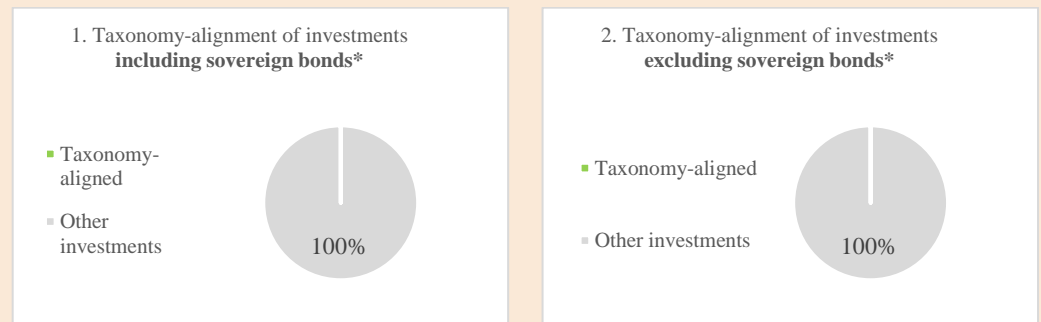 1. Taxonomy-alignment of investments
including sovereign bonds*
Taxonomy-
aligned
Other
investments
100%
2. Taxonomy-alignment of investments
excluding sovereign bonds*
Taxonomy-aligned
Other investments
100%